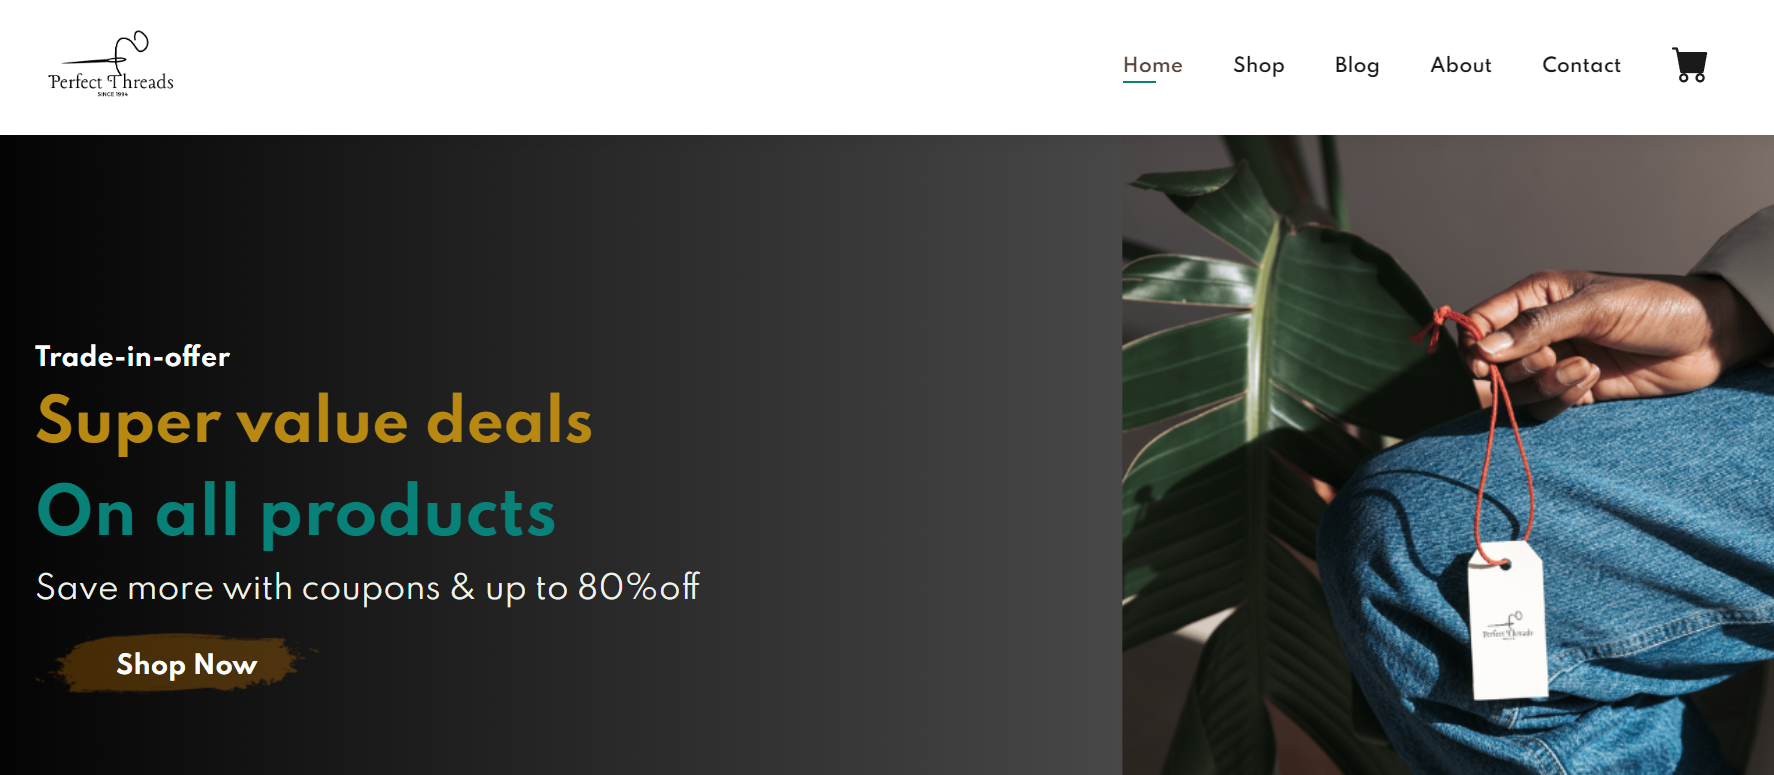 Perfect Threads
SINCE 1994
Home Shop Blog About Contact
Trade-in-offer
Super value deals
On all products
Save more with coupons & up to 80%off
Shop Now
Perfect Threads